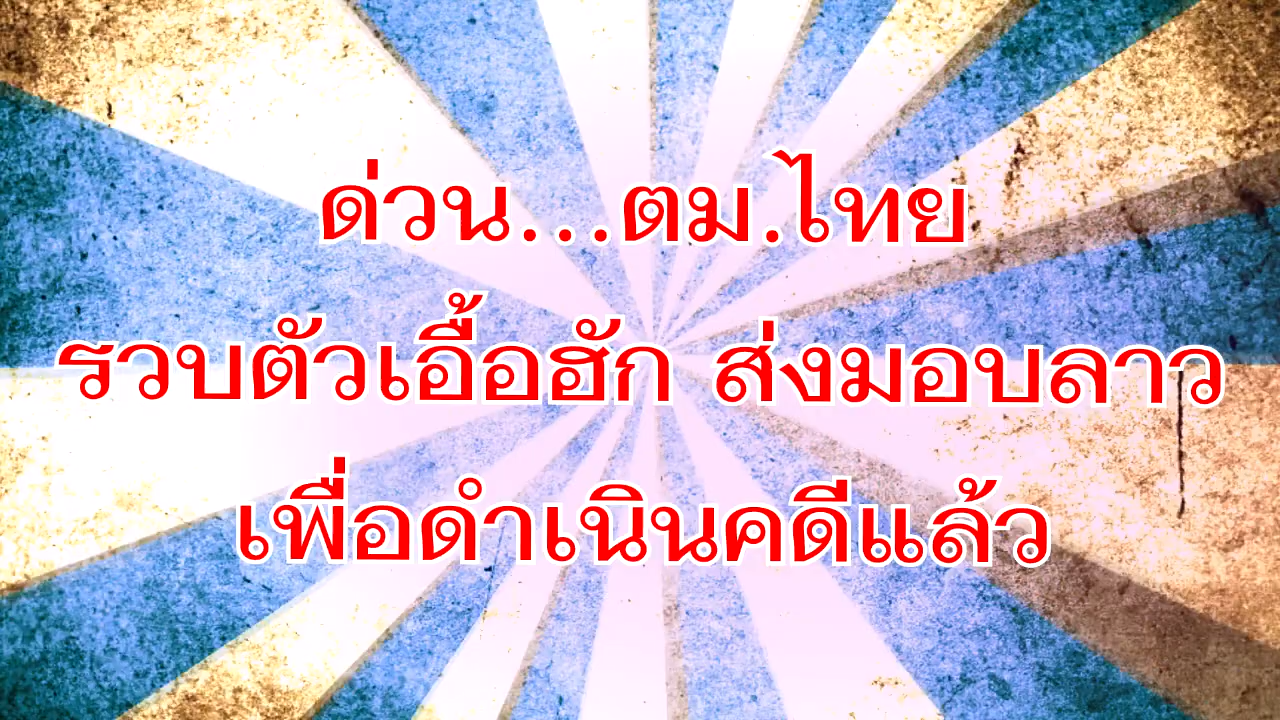 ด่วน...ตม.ไทย
รวบตัวเอื้อฮัก ส่งมอบลาว
เพื่อดำเนินคดีแล้ว